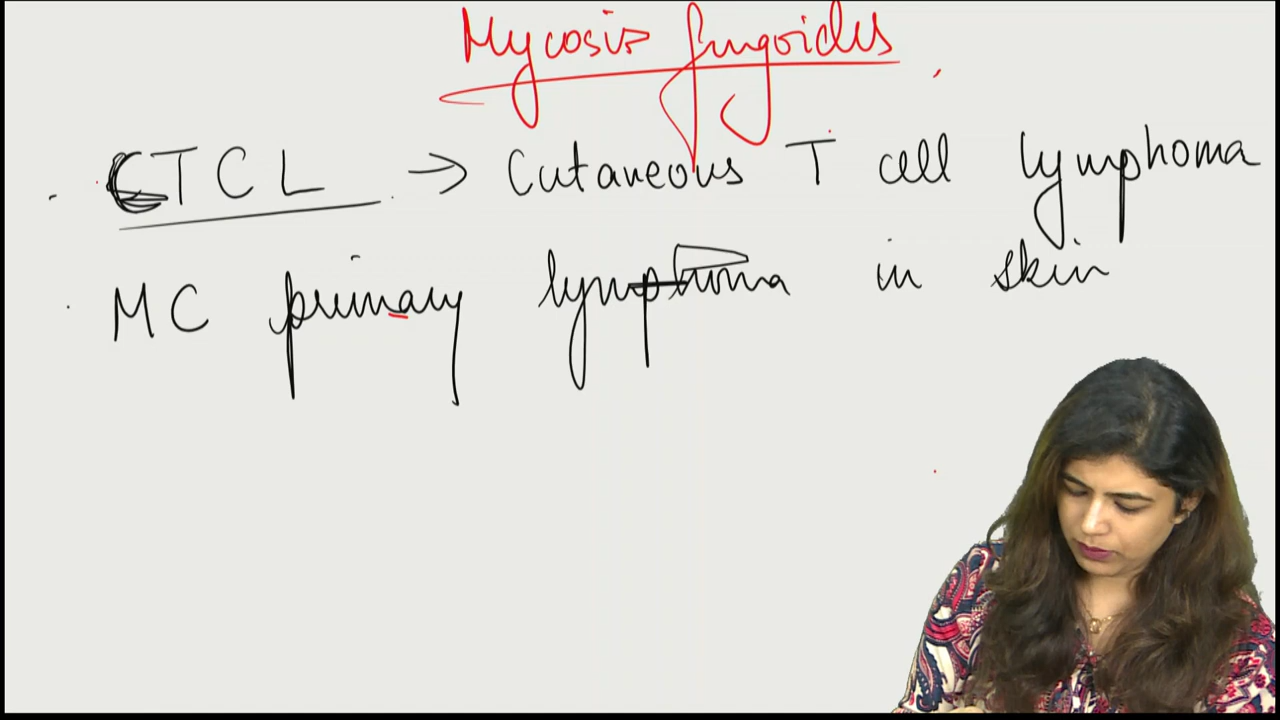 Mycosis fungoides
CTCL → Cutaneous T cell lymphoma
MC primary lymphoma in skin